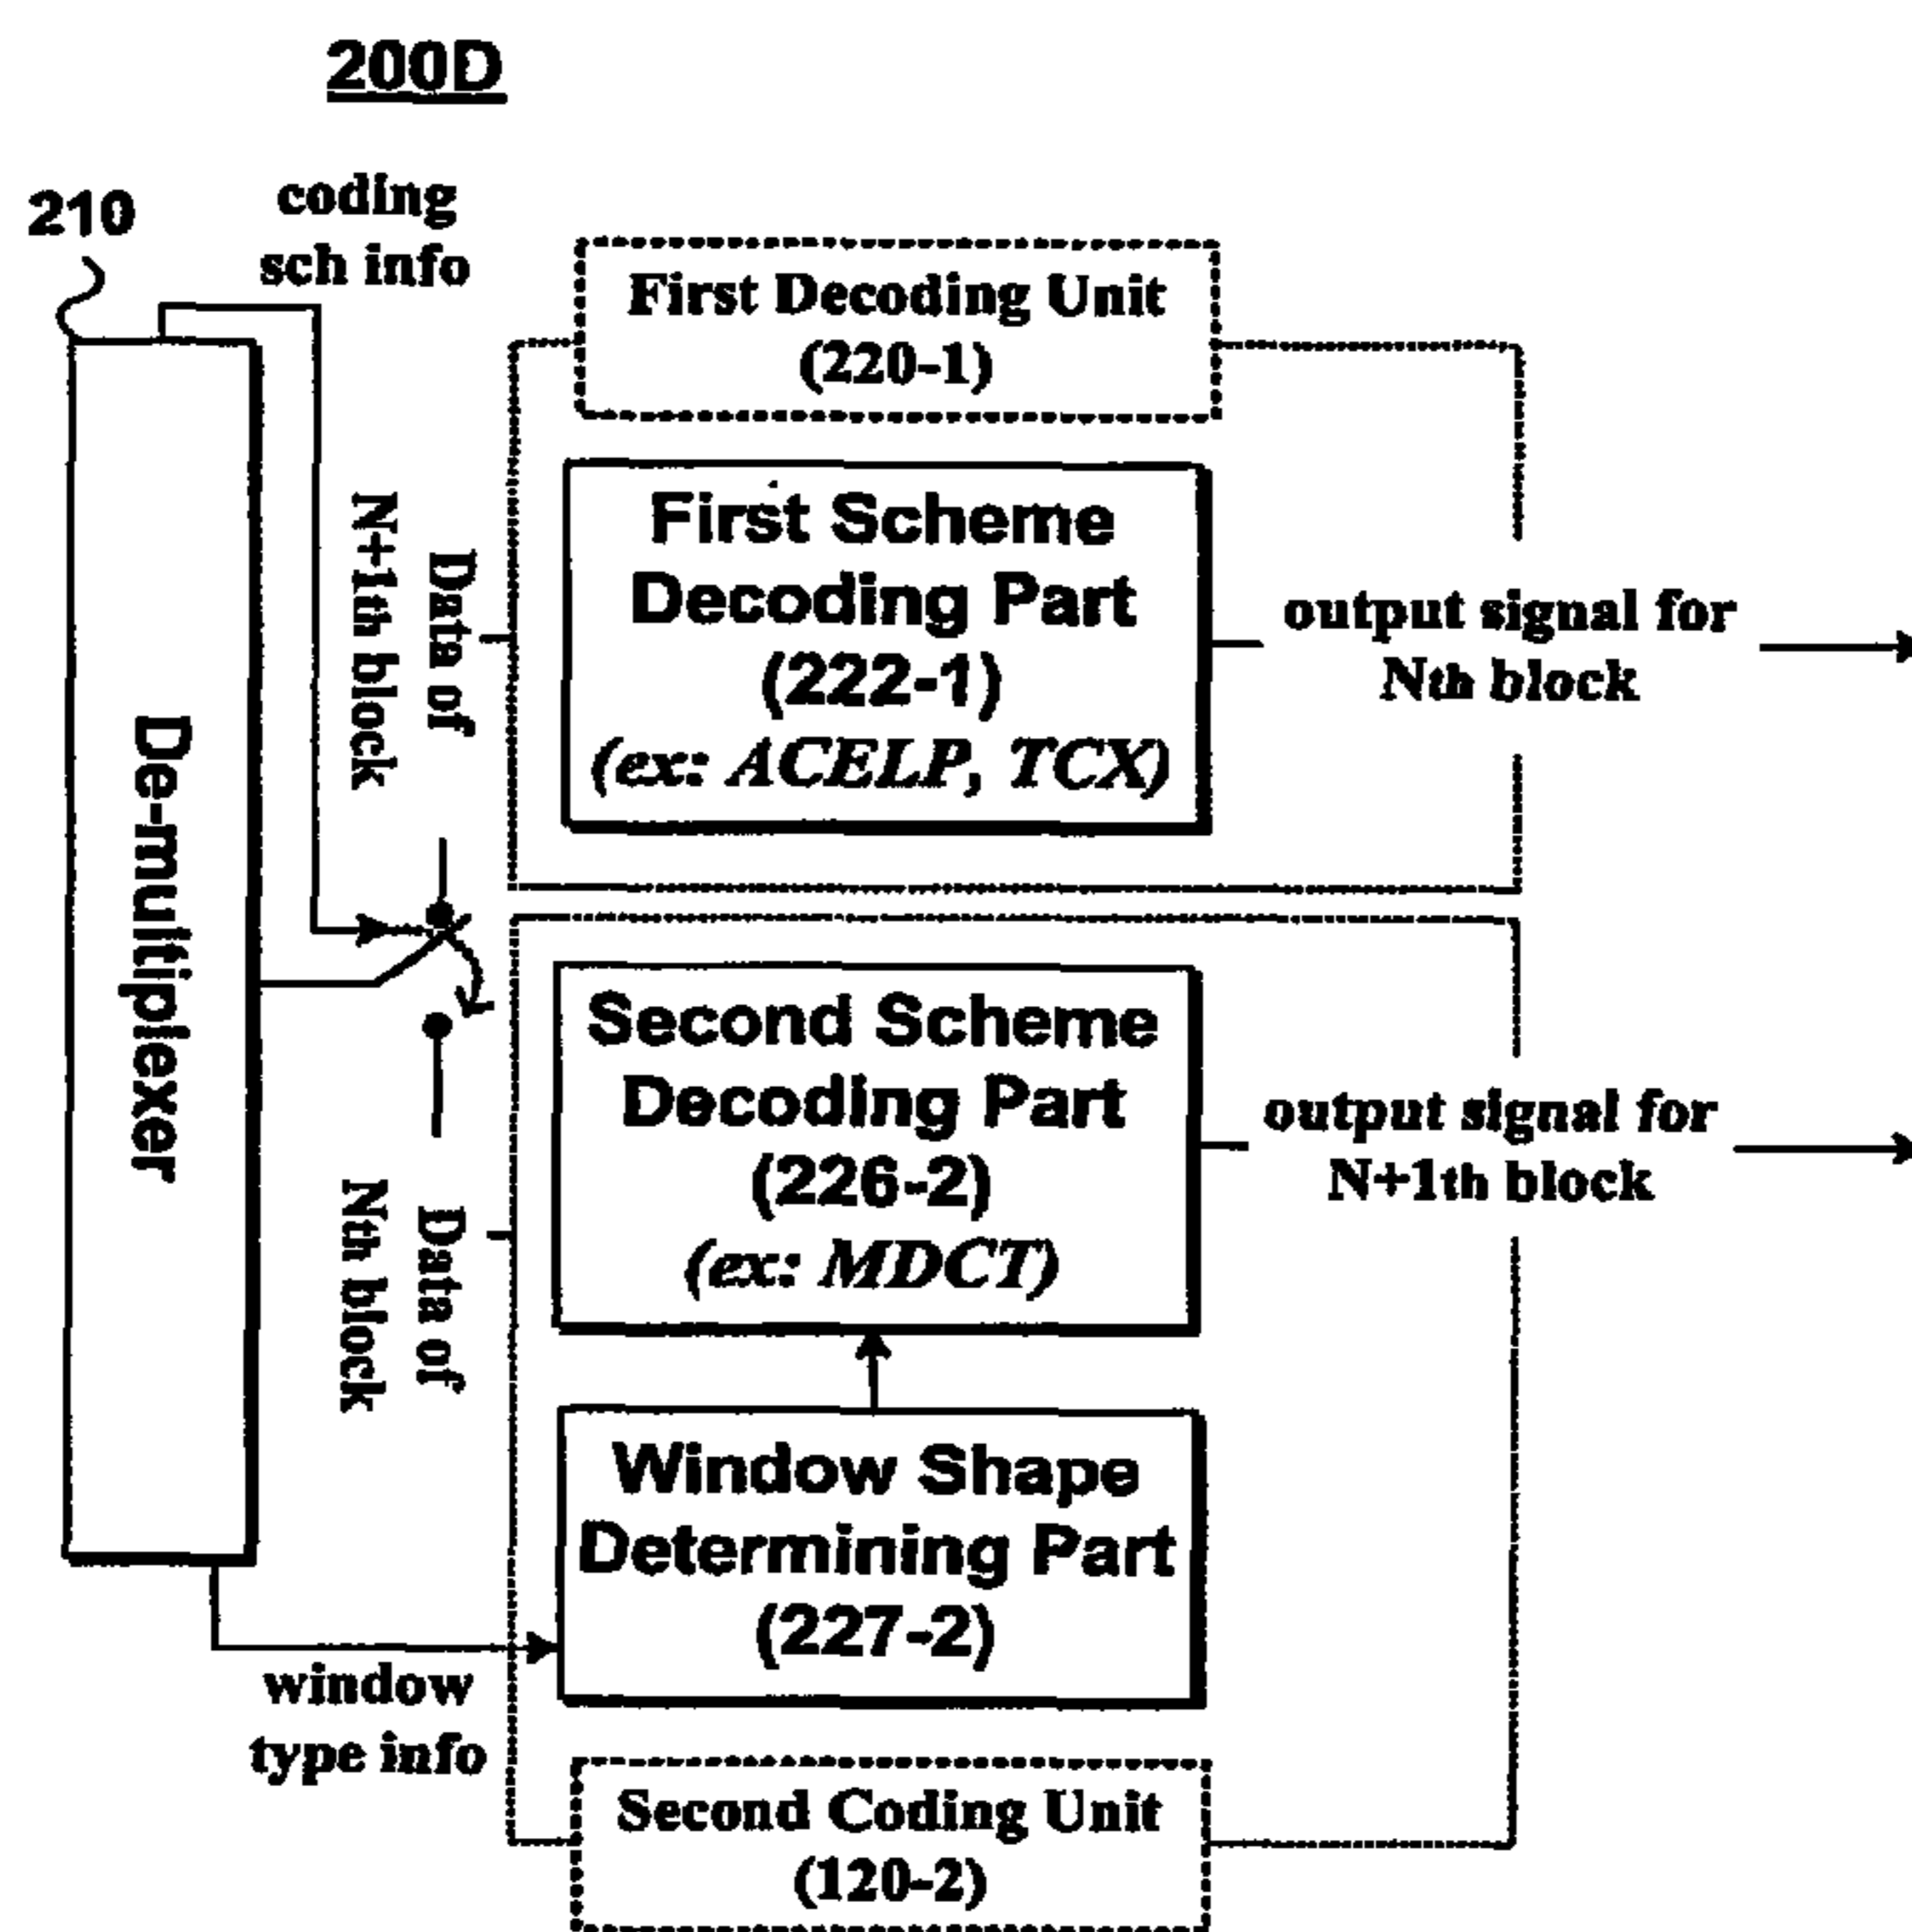 200D
210
coding
sch info
First Decoding Unit
(220-1)
First Scheme
Decoding Part
(222-1)
(ex: ACELP, TCX)
Data of
N+1th block
output signal for
Nth block
De-multiplexer
Second Scheme
Decoding Part
(226-2)
(ex: MDCT)
Data of
Nth block
output signal for
N+1th block
Window Shape
Determining Part
(227-2)
window
type info
Second Coding Unit
(120-2)